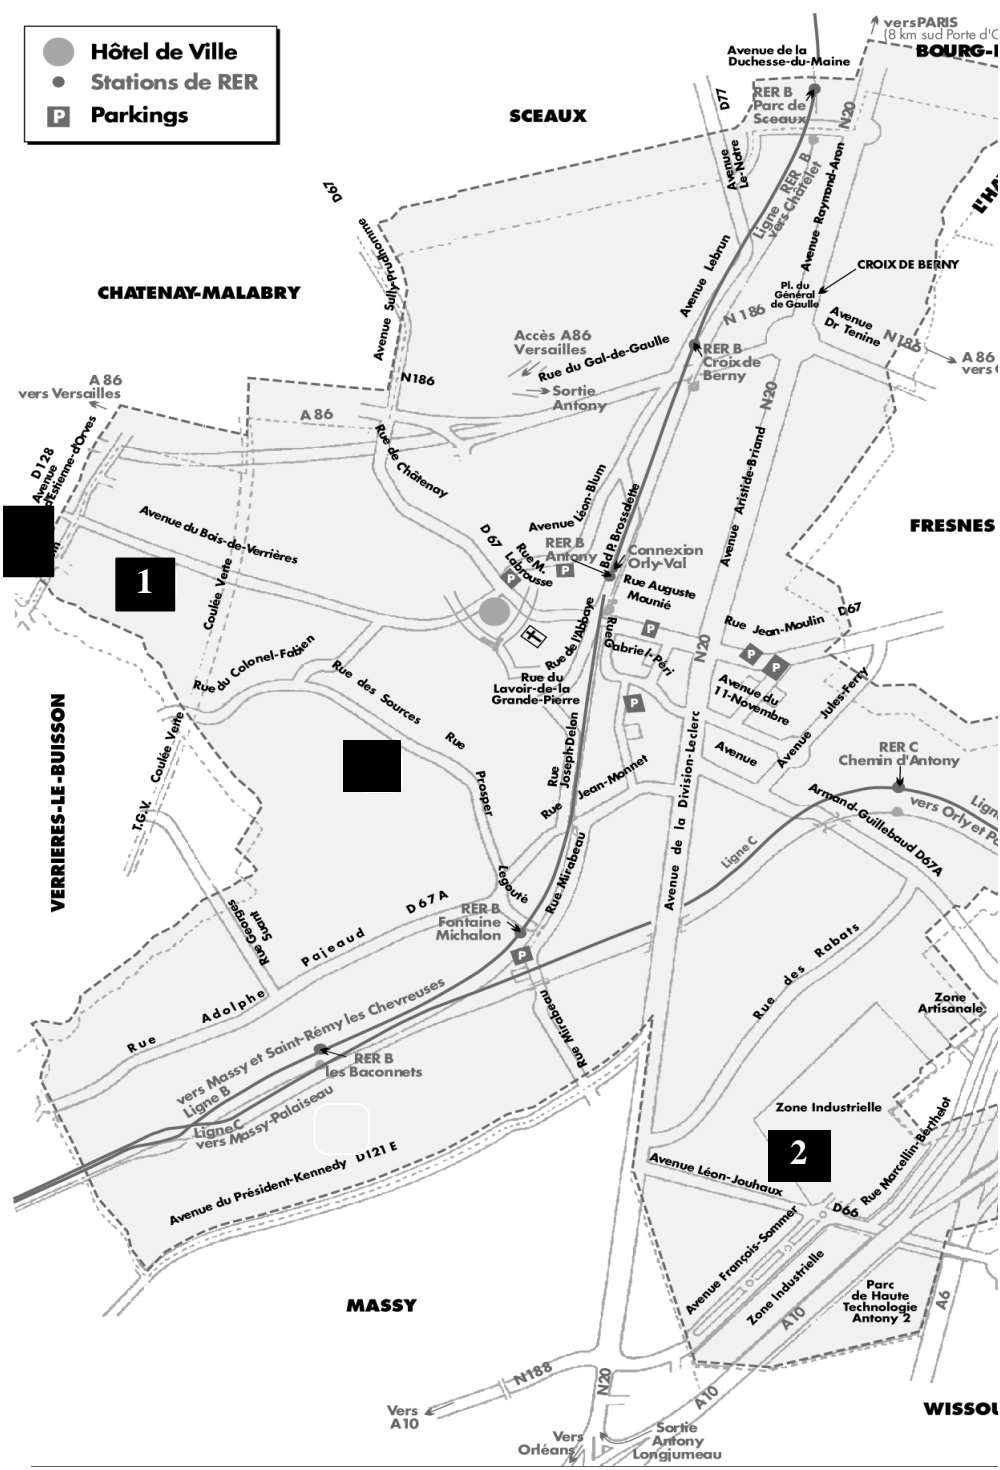 Hôtel de Ville
Stations de RER
P Parkings
vers PARIS
(8 km sud Porte d'O
BOURG-
Avenue de la
Duchesse-du-Maine
D77
RER B
Parc de
Sceaux
N20
SCEAUX
Avenue
Le-Notre
Ligne RER B
vers Châtelet
Avenue Raymond-Aron
L'HA
D67
Avenue Sully-Prudhomme
Avenue Lebrun
CROIX DE BERNY
Pl. du
Général
de Gaulle
CHATENAY-MALABRY
N 186
Avenue
Dr Tenine
N186
A 86
vers
Accès A86
Versailles
Rue du Gal-de-Gaulle
RER B
Croix de
Berny
Sortie
Antony
N186
N20
A 86
vers Versailles
A 86
D128
Avenue
d'Estienne-d'Orves
Rue de Châtenay
Avenue Aristide-Briand
Avenue Léon-Blum
Bd P. Brossolette
FRESNES
Avenue du Bois-de-Verrières
D 67
Rue M.
Labrousse
RER B
Antony
Connexion
Orly-Val
1
P
P
Rue Auguste
Mounié
Coulée Verte
Rue de l'Abbaye
Rue Gabriel-Péri
P
Rue Jean-Moulin
D67
N20
P
P
Rue du Colonel-Fabien
Rue des Sources
Rue du
Lavoir-de-la
Grande-Pierre
Avenue du
11-Novembre
Jules-Ferry
Avenue
P
Avenue
VERRIERES-LE-BUISSON
T.G.V. Coulée Verte
Rue
Prosper
Legouté
Rue
Joseph-Delon
Rue Jean-Monnet
Avenue de la Division-Leclerc
RER C
Chemin d'Antony
Armand-Guillebaud D67A
Ligne
vers Orly et Pa
Ligne C
Rue Mirabeau
Rue Georges
Suant
Rue Adolphe Pajeaud D67A
RER B
Fontaine
Michalon
P
Rue des Rabats
Zone
Artisanale
Rue Mirabeau
vers Massy et Saint-Rémy les Chevreuses
Ligne B
RER B
les Baconnets
Ligne C
vers Massy-Palaiseau
Zone Industrielle
2
Rue Marcellin-Berthelot
Avenue du Président-Kennedy D121 E
Avenue Léon-Jouhaux
D66
Avenue François-Sommer
Zone Industrielle
Parc
de Haute
Technologie
Antony 2
A6
A10
MASSY
N188
N20
A10
Vers
A10
WISSOU
Vers
Orléans
Sortie
Antony
Longjumeau